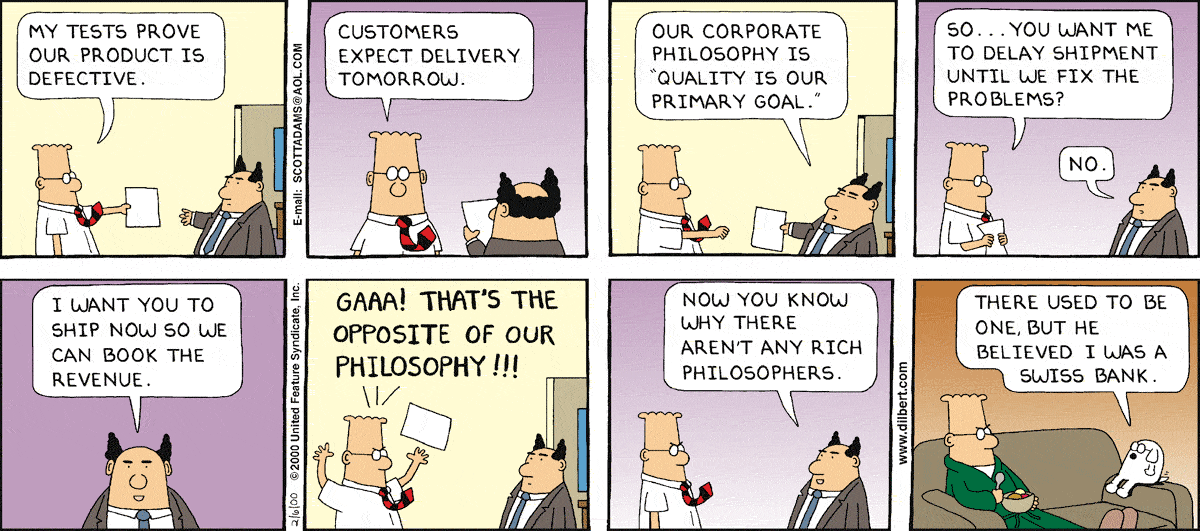 MY TESTS PROVE
OUR PRODUCT IS
DEFECTIVE.
E-mail: SCOTTADAMS@AOL.COM
CUSTOMERS
EXPECT DELIVERY
TOMORROW.
OUR CORPORATE
PHILOSOPHY IS
"QUALITY IS OUR
PRIMARY GOAL."
SO...YOU WANT ME
TO DELAY SHIPMENT
UNTIL WE FIX THE
PROBLEMS?
NO.
I WANT YOU TO
SHIP NOW SO WE
CAN BOOK THE
REVENUE.
2/6/00 © 2000 United Feature Syndicate, Inc.
GAAA! THAT'S THE
OPPOSITE OF OUR
PHILOSOPHY!!!
NOW YOU KNOW
WHY THERE
AREN'T ANY RICH
PHILOSOPHERS.
www.dilbert.com
THERE USED TO BE
ONE, BUT HE
BELIEVED I WAS A
SWISS BANK.